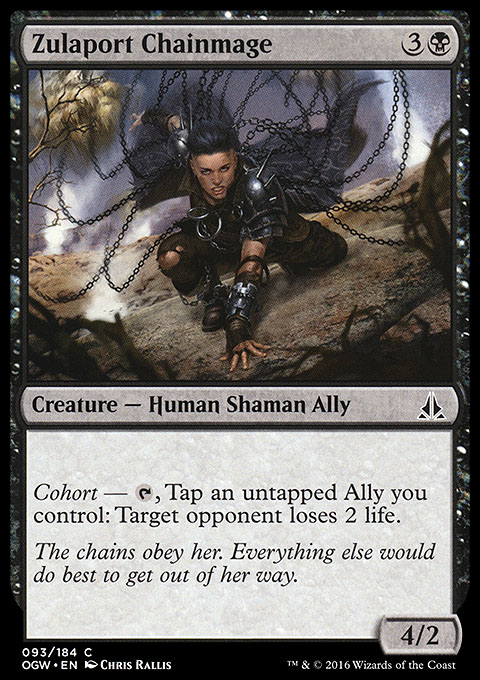 Zulaport Chainmage 3
Creature — Human Shaman Ally
Cohort — , Tap an untapped Ally you
control: Target opponent loses 2 life.
The chains obey her. Everything else would
do best to get out of her way.
4/2
093/184 C
OGW • EN Chris Rallis
™ & © 2016 Wizards of the Coast